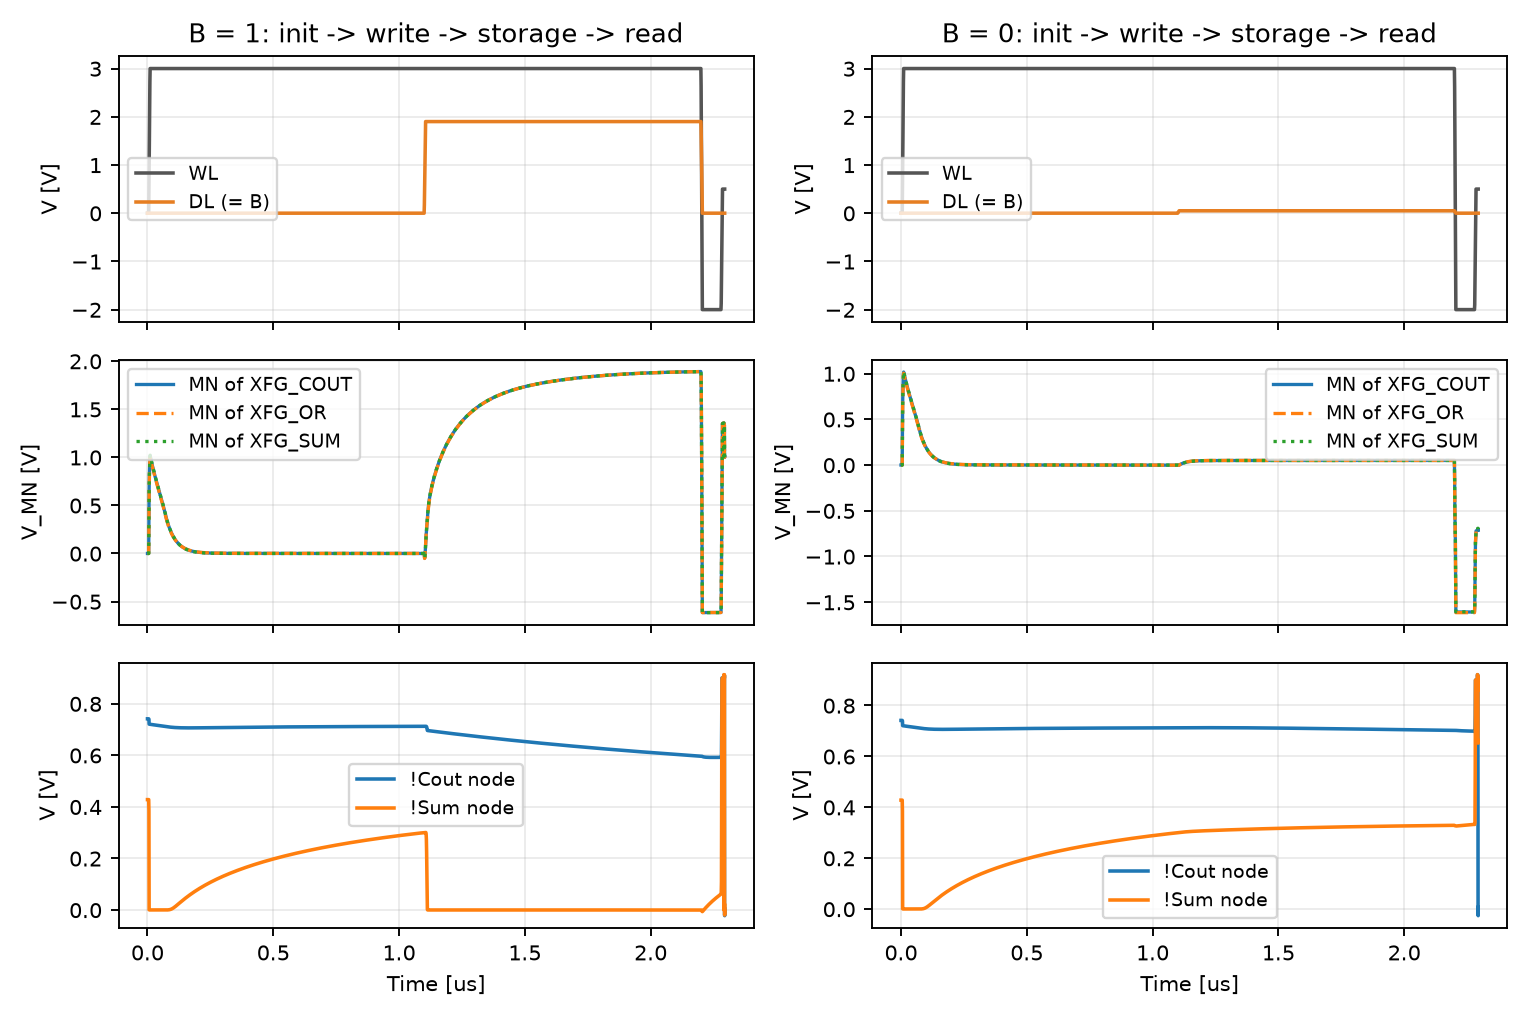 B = 1: init -> write -> storage -> read
B = 0: init -> write -> storage -> read
3
2
1
0
−1
−2
V [V]
WL
DL (= B)
3
2
1
0
−1
−2
V [V]
WL
DL (= B)
2.0
1.5
1.0
0.5
0.0
−0.5
V_MN [V]
MN of XFG_COUT
MN of XFG_OR
MN of XFG_SUM
1.0
0.5
0.0
−0.5
−1.0
−1.5
V_MN [V]
MN of XFG_COUT
MN of XFG_OR
MN of XFG_SUM
0.8
0.6
0.4
0.2
0.0
V [V]
!Cout node
!Sum node
0.0 0.5 1.0 1.5 2.0
Time [us]
0.8
0.6
0.4
0.2
0.0
V [V]
!Cout node
!Sum node
0.0 0.5 1.0 1.5 2.0
Time [us]